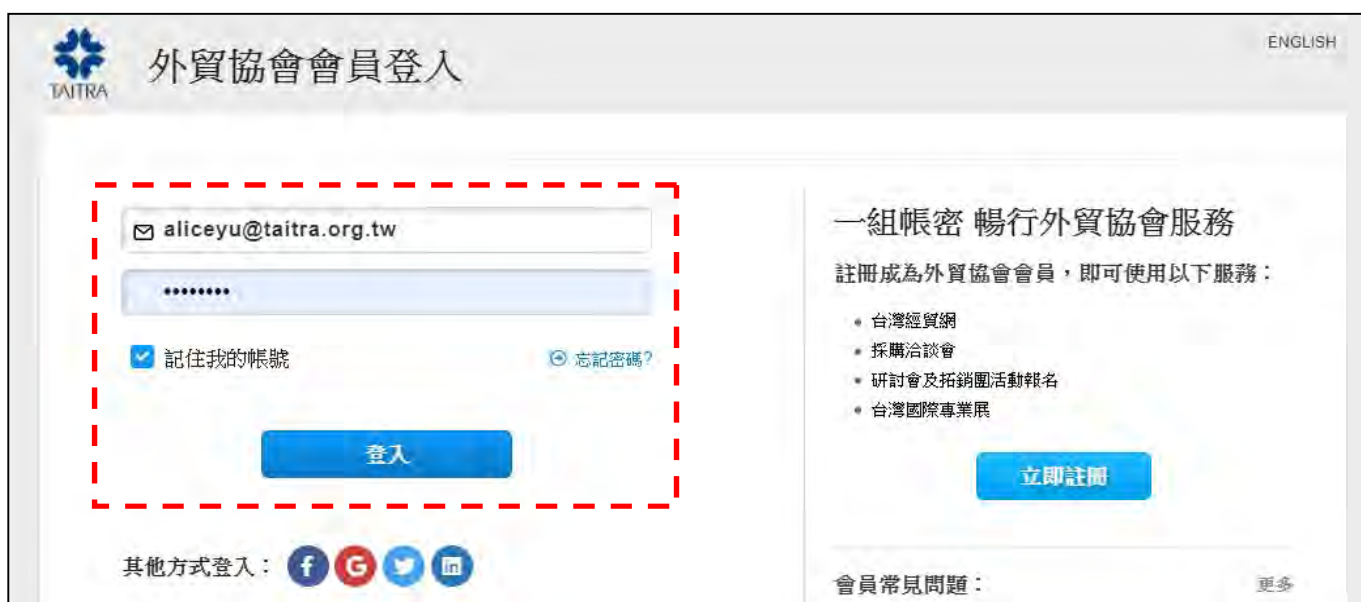 TAITRA
外貿協會會員登入
ENGLISH
aliceyu@taitra.org.tw
••••••••
記住我的帳號
忘記密碼?
登入
其他方式登入：
一組帳密 暢行外貿協會服務
註冊成為外貿協會會員，即可使用以下服務：
• 台灣經貿網
• 採購洽談會
• 研討會及拓銷團活動報名
• 台灣國際專業展
立即註冊
會員常見問題：
更多